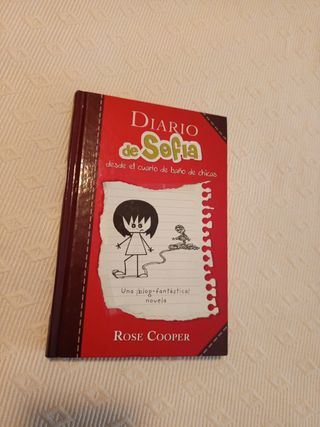 DIARIO
de Sofía
desde el cuarto de baño de chicas
Una ¡blog-fantástica!
novela
ROSE COOPER